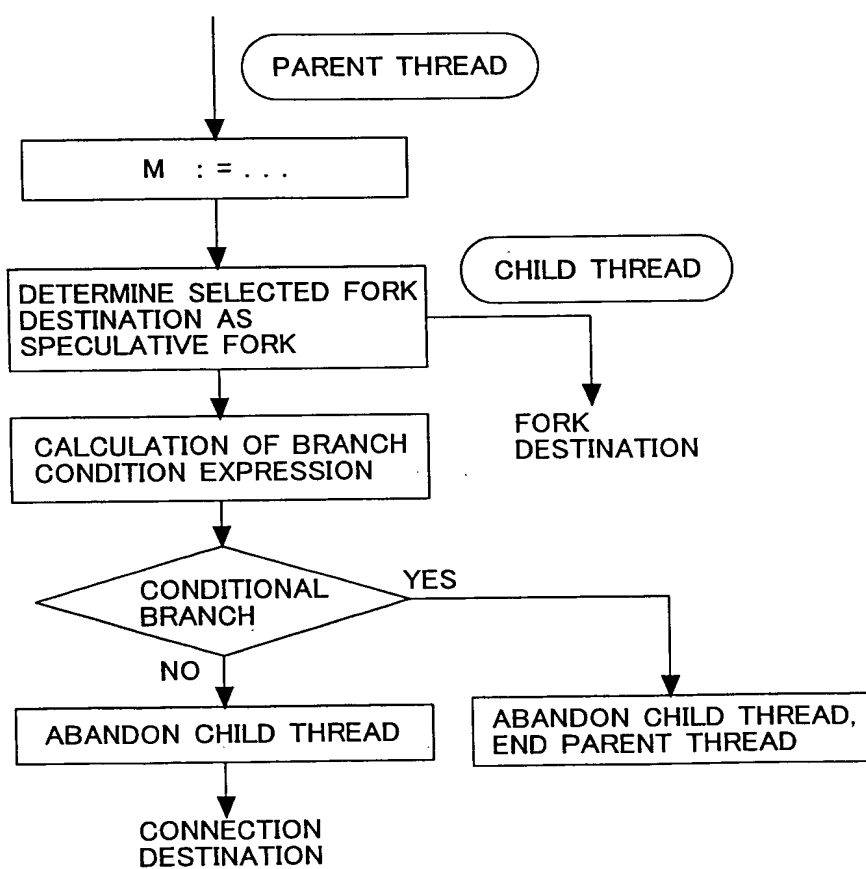 PARENT THREAD
M : = . . .
CHILD THREAD
DETERMINE SELECTED FORK
DESTINATION AS
SPECULATIVE FORK
FORK
DESTINATION
CALCULATION OF BRANCH
CONDITION EXPRESSION
CONDITIONAL
BRANCH
YES
NO
ABANDON CHILD THREAD
ABANDON CHILD THREAD,
END PARENT THREAD
CONNECTION
DESTINATION